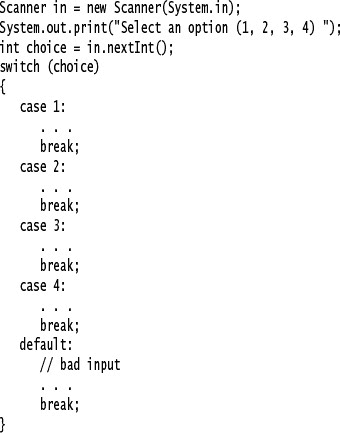 Scanner in = new Scanner(System.in);
System.out.print("Select an option (1, 2, 3, 4) ");
int choice = in.nextInt();
switch (choice)
{
   case 1:
      . . .
      break;
   case 2:
      . . .
      break;
   case 3:
      . . .
      break;
   case 4:
      . . .
      break;
   default:
      // bad input
      . . .
      break;
}